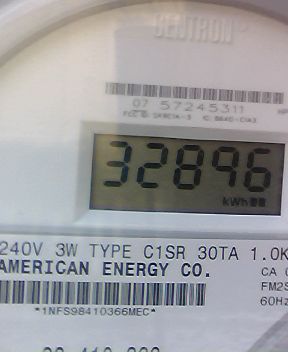 CENTRON
07 57245311
32896
kWh
240V 3W TYPE C1SR 30TA 1.0K
AMERICAN ENERGY CO.
CA
FM2S
60Hz
*1NFS98410366MEC*